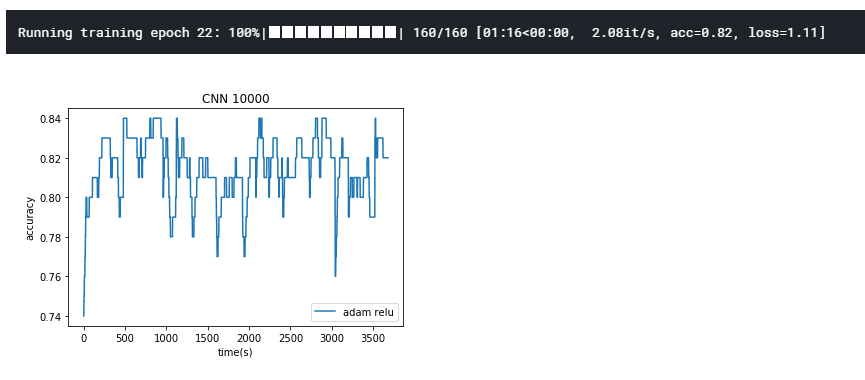 Running training epoch 22: 100%|██████████| 160/160 [01:16<00:00,  2.08it/s, acc=0.82, loss=1.11]
CNN 10000
0.84
0.82
0.80
0.78
0.76
0.74
accuracy
adam relu
0 500 1000 1500 2000 2500 3000 3500
time(s)